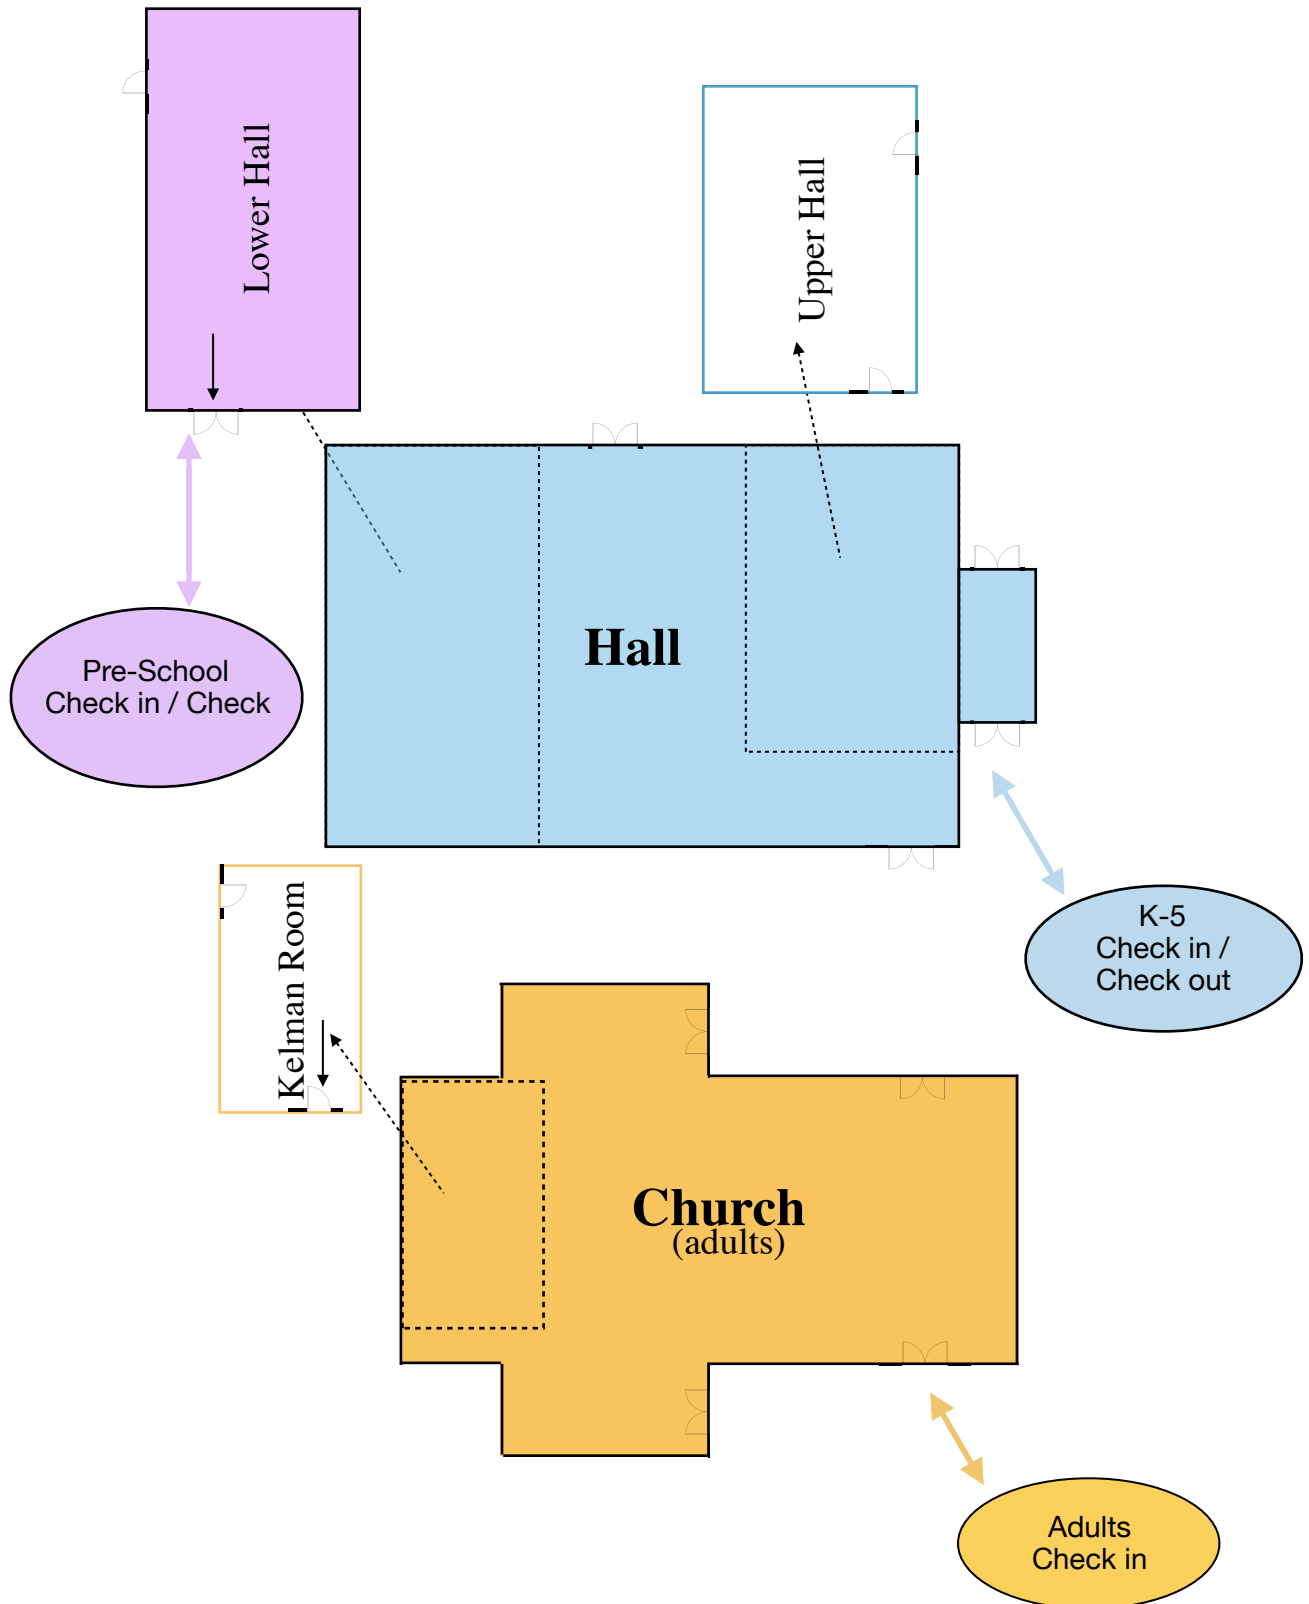 Lower Hall
Upper Hall
Hall
Pre-School
Check in / Check
K-5
Check in /
Check out
Kelman Room
Church
(adults)
Adults
Check in